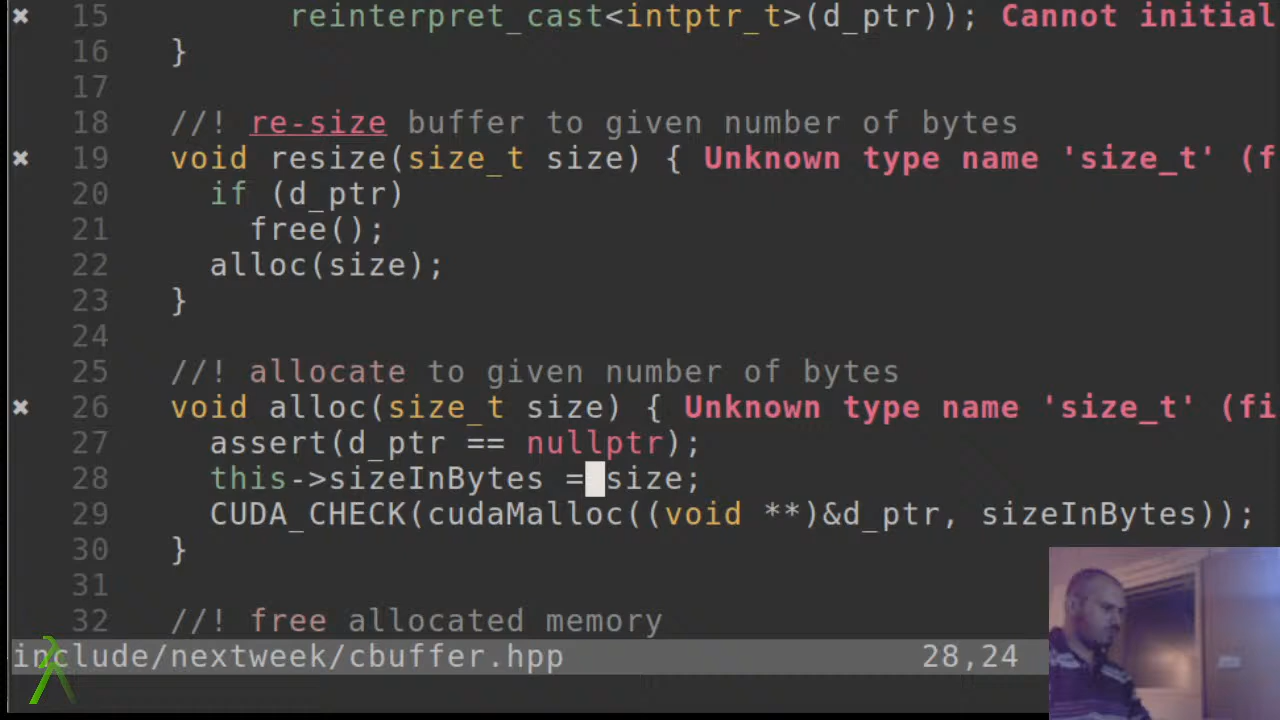 ✖ 15 reinterpret_cast<intptr_t>(d_ptr)); Cannot initial
16 }
17
18 //! re-size buffer to given number of bytes
✖ 19 void resize(size_t size) { Unknown type name 'size_t' (f
20 if (d_ptr)
21 free();
22 alloc(size);
23 }
24
25 //! allocate to given number of bytes
✖ 26 void alloc(size_t size) { Unknown type name 'size_t' (fi
27 assert(d_ptr == nullptr);
28 this->sizeInBytes = size;
29 CUDA_CHECK(cudaMalloc((void **)&d_ptr, sizeInBytes));
30 }
31
32 //! free allocated memory
include/nextweek/cbuffer.hpp 28,24